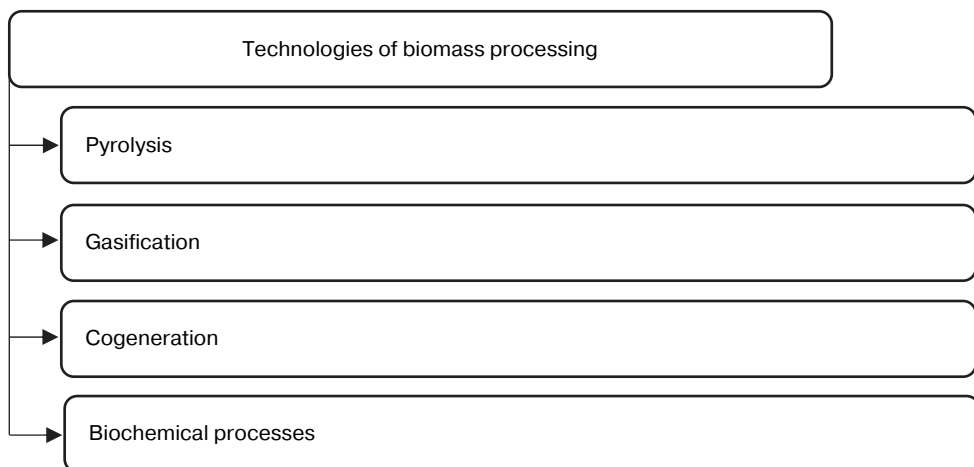 Technologies of biomass processing
Pyrolysis
Gasification
Cogeneration
Biochemical processes